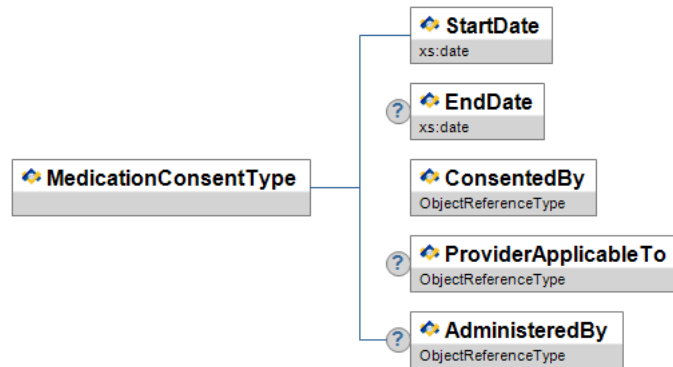 StartDate
xs:date
?
EndDate
xs:date
MedicationConsentType
ConsentedBy
ObjectReferenceType
?
ProviderApplicableTo
ObjectReferenceType
?
AdministeredBy
ObjectReferenceType